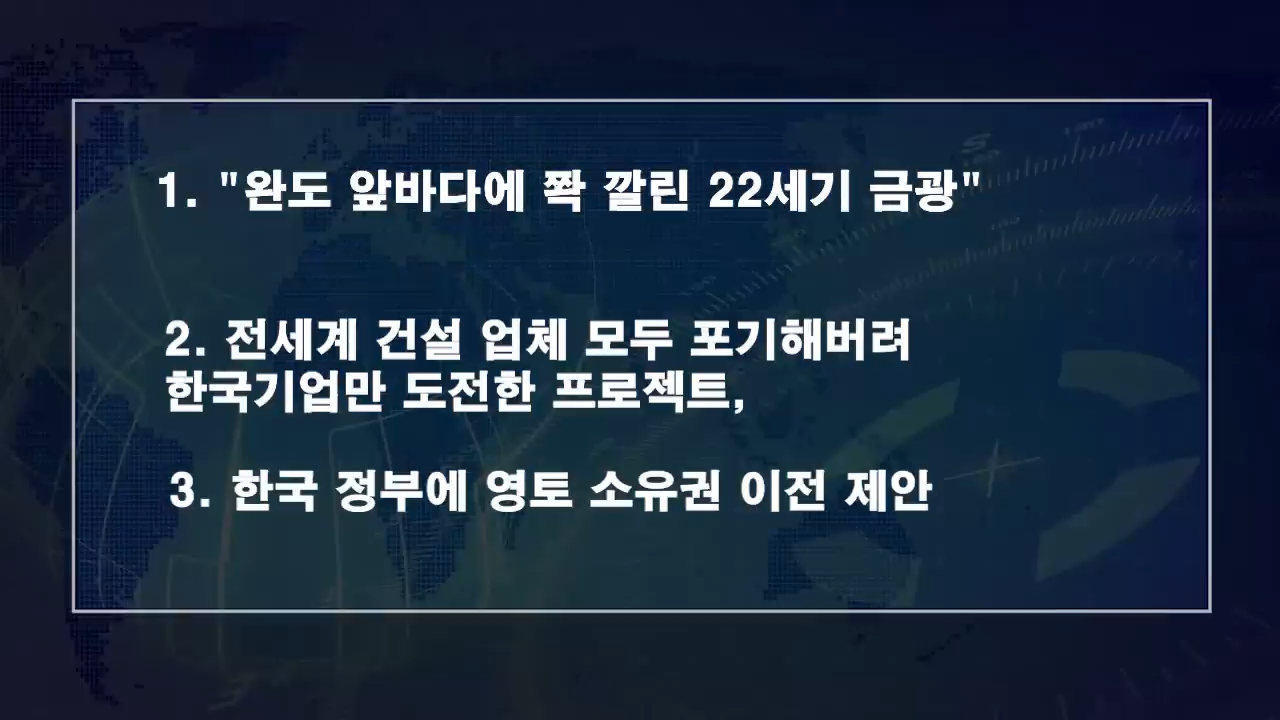 1. "완도 앞바다에 쫙 깔린 22세기 금광"
2. 전세계 건설 업체 모두 포기해버려
한국기업만 도전한 프로젝트,
3. 한국 정부에 영토 소유권 이전 제안